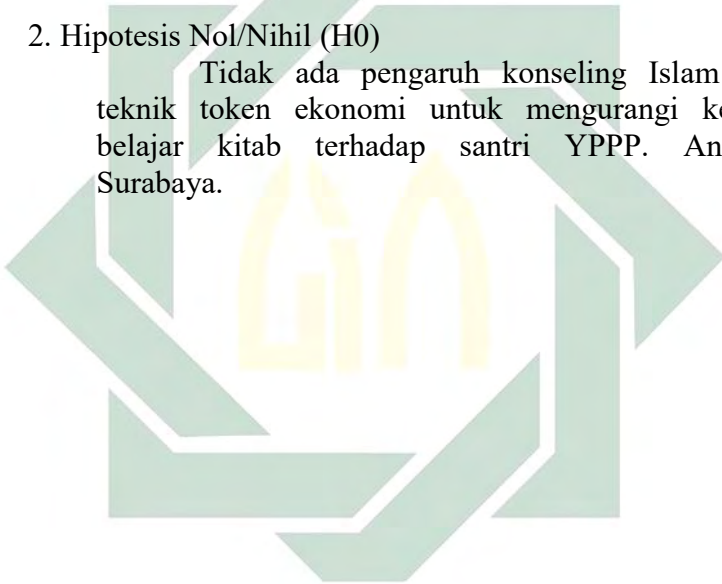 2. Hipotesis Nol/Nihil (H0)
Tidak ada pengaruh konseling Islam
teknik token ekonomi untuk mengurangi
belajar kitab terhadap santri YPPP.
Surabaya.